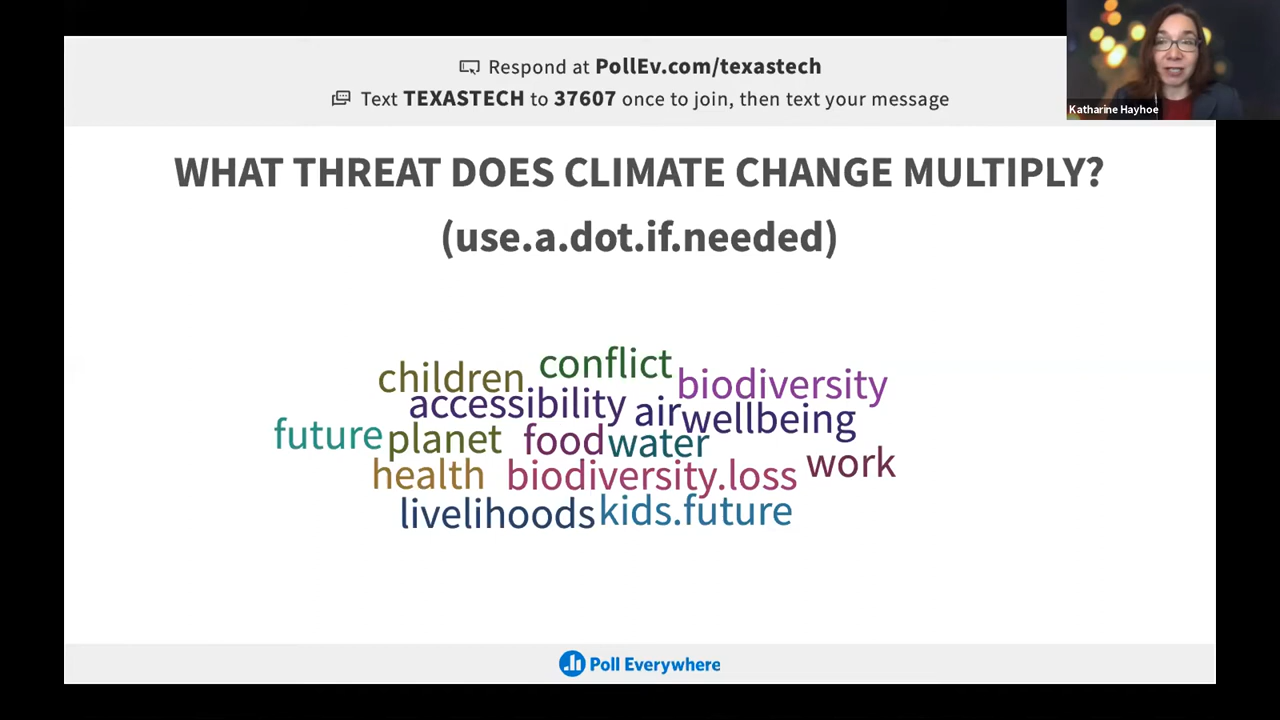 Respond at PollEv.com/texastech
Text TEXASTECH to 37607 once to join, then text your message
Katharine Hayhoe
WHAT THREAT DOES CLIMATE CHANGE MULTIPLY?
(use.a.dot.if.needed)
children conflict biodiversity
accessibility air wellbeing
future planet food water work
health biodiversity.loss
livelihoods kids.future
Poll Everywhere